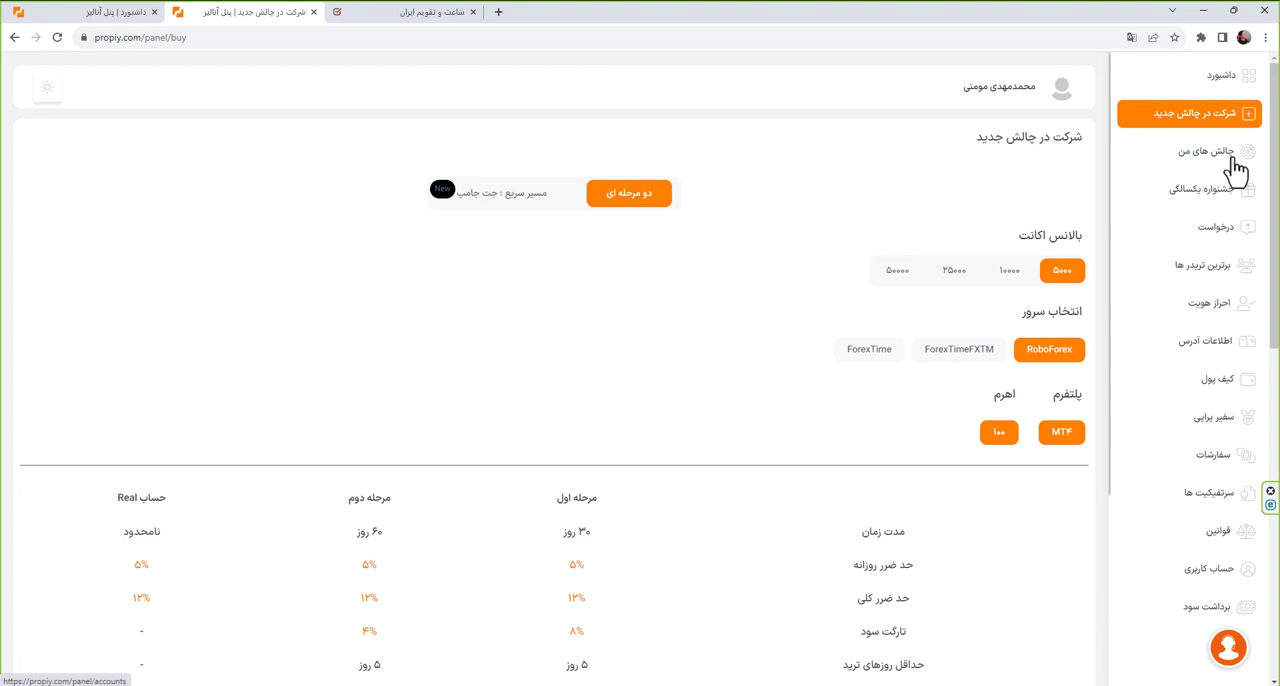 داشبورد | پنل آنالیز
شرکت در چالش جدید | پنل آنالیز
ساعت و تقویم ایران
propiy.com/panel/buy
محمدمهدی مومنی
شرکت در چالش جدید
دو مرحله ای
مسیر سریع : جت جامپ
New
بالانس اکانت
۵۰۰۰
۱۰۰۰۰
۲۵۰۰۰
۵۰۰۰۰
انتخاب سرور
RoboForex
ForexTimeFXTM
ForexTime
پلتفرم
اهرم
MT۴
۱۰۰
مرحله اول
مرحله دوم
حساب Real
مدت زمان
۳۰ روز
۶۰ روز
نامحدود
حد ضرر روزانه
۵%
۵%
۵%
حد ضرر کلی
۱۲%
۱۲%
۱۲%
تارگت سود
۸%
۴%
-
حداقل روزهای ترید
۵ روز
۵ روز
-
داشبورد
شرکت در چالش جدید
چالش های من
جشنواره یکسالگی
درخواست
برترین تریدر ها
احراز هویت
اطلاعات آدرس
کیف پول
سفیر پراپی
سفارشات
سرتفیکیت ها
قوانین
حساب کاربری
برداشت سود
https://propiy.com/panel/accounts